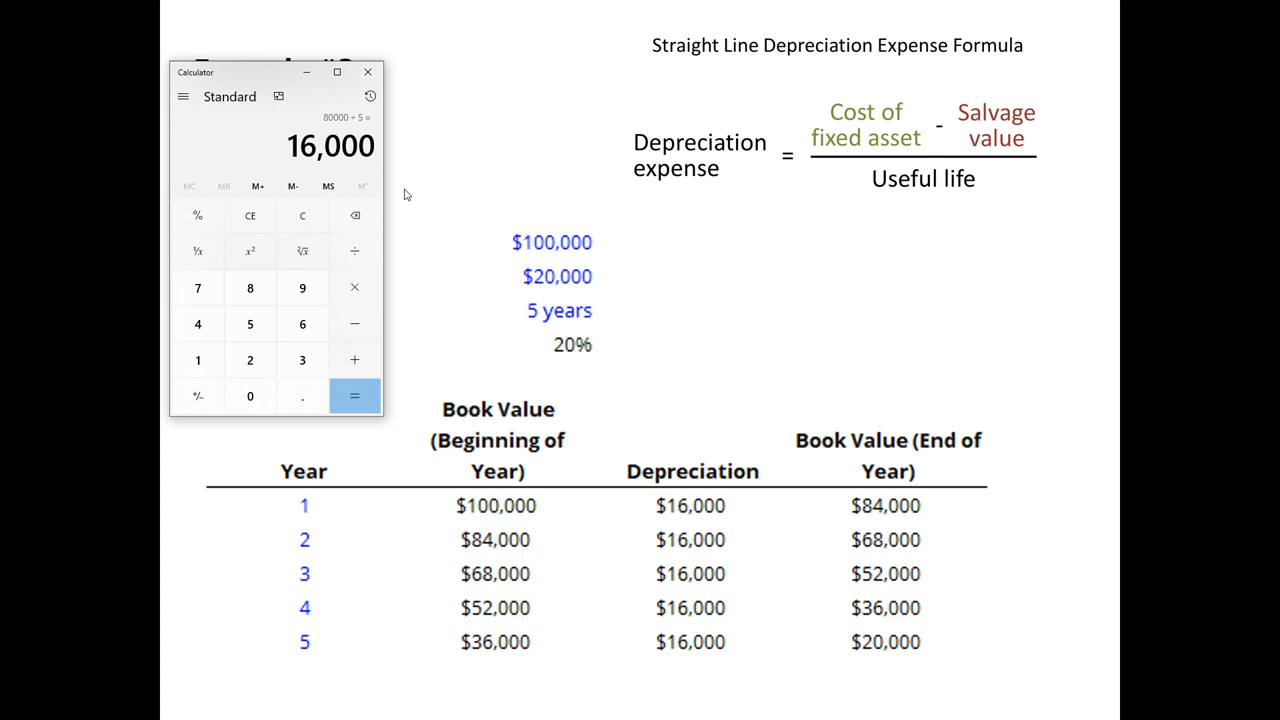 Straight Line Depreciation Expense Formula
Calculator
Standard
80000 ÷ 5 =
16,000
MC MR M+ M- MS M˅
% CE C
⅟x x² ²√x ÷
7 8 9 ×
4 5 6 −
1 2 3 +
+/− 0 . =
Cost of
fixed asset
-
Salvage
value
Depreciation
expense
=
Useful life
$100,000
$20,000
5 years
20%
Book Value
(Beginning of Book Value (End of
Year Year) Depreciation Year)
1 $100,000 $16,000 $84,000
2 $84,000 $16,000 $68,000
3 $68,000 $16,000 $52,000
4 $52,000 $16,000 $36,000
5 $36,000 $16,000 $20,000